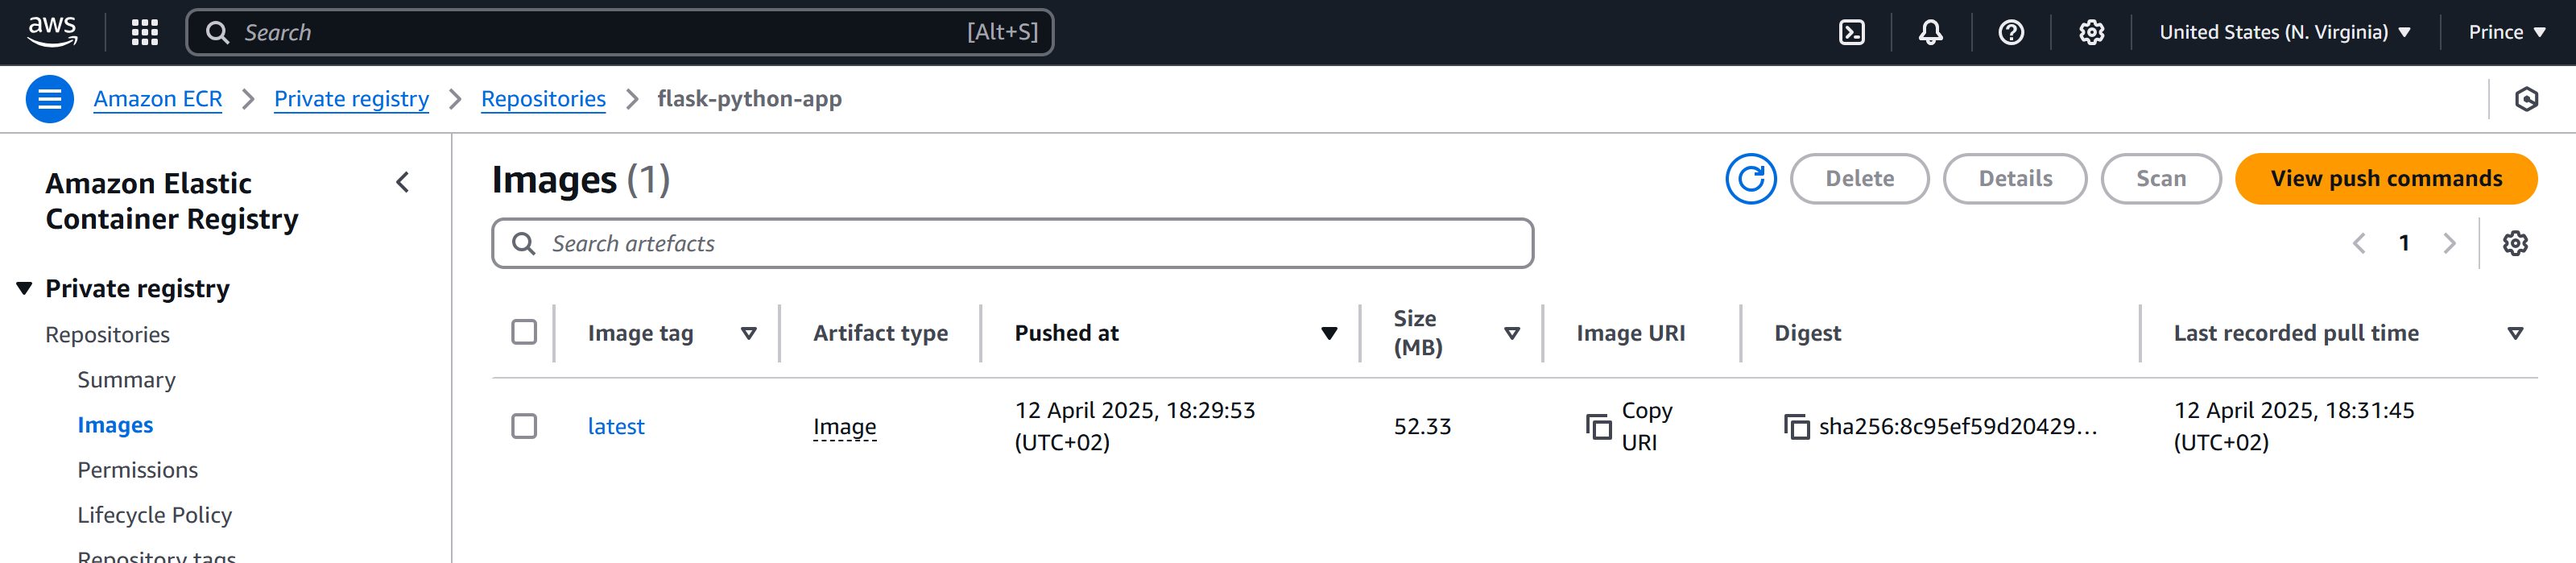 aws
Search [Alt+S]
United States (N. Virginia)
Prince
Amazon ECR
Private registry
Repositories
flask-python-app
Amazon Elastic
Container Registry
Private registry
Repositories
Summary
Images
Permissions
Lifecycle Policy
Repository tags
Images (1)
Delete
Details
Scan
View push commands
Search artefacts
1
Image tag
Artifact type
Pushed at
Size
(MB)
Image URI
Digest
Last recorded pull time
latest
Image
12 April 2025, 18:29:53
(UTC+02)
52.33
Copy
URI
sha256:8c95ef59d20429...
12 April 2025, 18:31:45
(UTC+02)